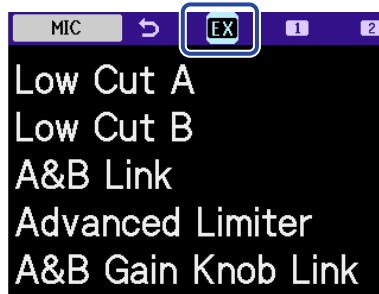 MIC EX 1 2
Low Cut A
Low Cut B
A&B Link
Advanced Limiter
A&B Gain Knob Link